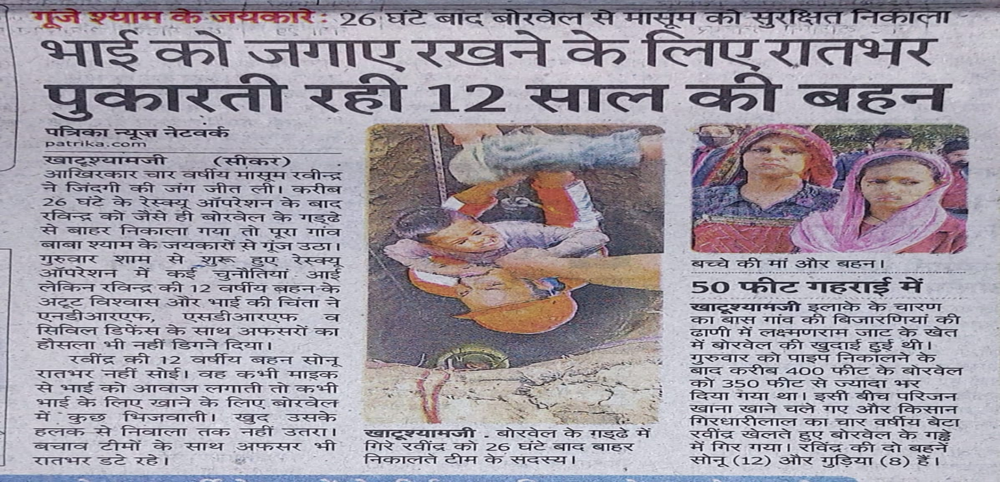 गूंजे श्याम के जयकारे: 26 घंटे बाद बोरवेल से मासूम को सुरक्षित निकाला
भाई को जगाए रखने के लिए रातभर
पुकारती रही 12 साल की बहन
पत्रिका न्यूज नेटवर्क
patrika.com
खाटूश्यामजी (सीकर) .
आखिरकार चार वर्षीय मासूम रवीन्द्र
ने जिंदगी की जंग जीत ली। करीब
26 घंटे के रेस्क्यू ऑपरेशन के बाद
रविन्द्र को जैसे ही बोरवेल के गड्ढे
से बाहर निकाला गया तो पूरा गांव
बाबा श्याम के जयकारों से गूंज उठा।
गुरुवार शाम से शुरू हुए रेस्क्यू
ऑपरेशन में कई चुनौतियां आई
लेकिन रविन्द्र की 12 वर्षीय बहन के
अटूट विश्वास और भाई की चिंता ने
एनडीआरएफ, एसडीआरएफ व
सिविल डिफेंस के साथ अफसरों का
हौसला भी नहीं डिगने दिया।
रवींद्र की 12 वर्षीय बहन सोनू
रातभर नहीं सोई। वह कभी माइक
से भाई को आवाज लगाती तो कभी
भाई के लिए खाने के लिए बोरवेल
में कुछ भिजवाती। खुद उसके
हलक से निवाला तक नहीं उतरा।
बचाव टीमों के साथ अफसर भी
रातभर डटे रहे।
खाटूश्यामजी . बोरवेल के गड्ढे में
गिरे रवींद्र को 26 घंटे बाद बाहर
निकालते टीम के सदस्य।
बच्चे की मां और बहन।
50 फीट गहराई में
खाटूश्यामजी इलाके के चारण
का बास गांव की बिजारणियां की
ढाणी में लक्ष्मणराम जाट के खेत
में बोरवेल की खुदाई हुई थी।
गुरुवार को पाइप निकालने के
बाद करीब 400 फीट के बोरवेल
को 350 फीट से ज्यादा भर
दिया गया था। इसी बीच परिजन
खाना खाने चले गए और किसान
गिरधारीलाल का चार वर्षीय बेटा
रवींद्र खेलते हुए बोरवेल के गड्ढे
में गिर गया। रविंद्र की दो बहनें
सोनू (12) और गुड़िया (8) हैं।